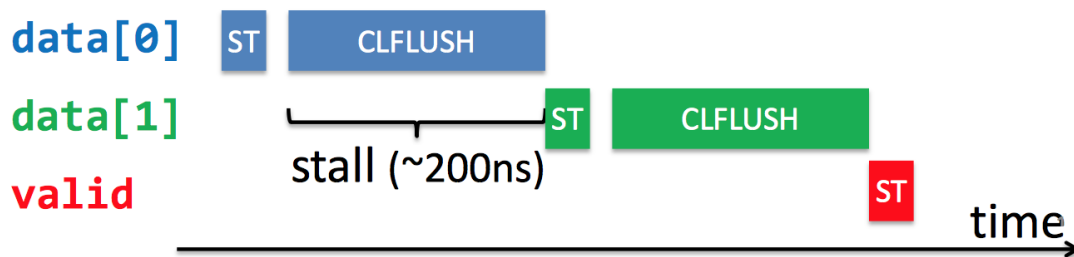 data[0] ST CLFLUSH
data[1] ST CLFLUSH
stall (~200ns)
valid ST
time